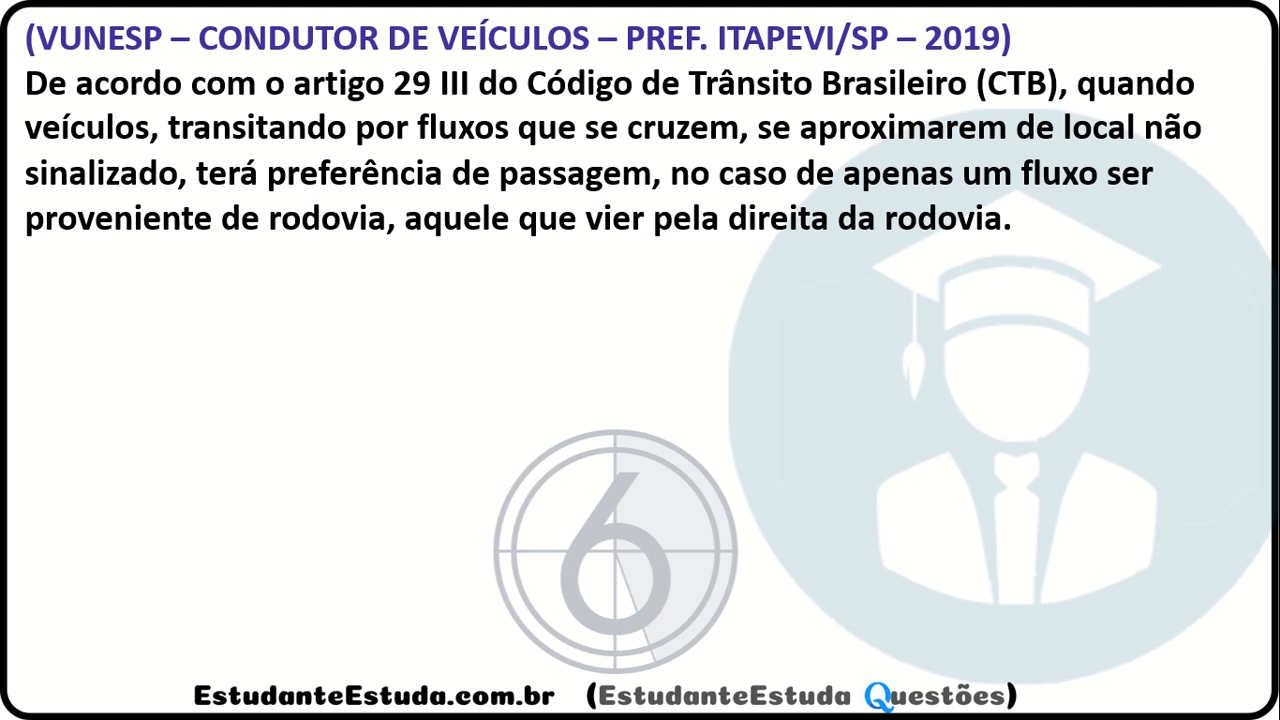 (VUNESP – CONDUTOR DE VEÍCULOS – PREF. ITAPEVI/SP – 2019)
De acordo com o artigo 29 III do Código de Trânsito Brasileiro (CTB), quando
veículos, transitando por fluxos que se cruzem, se aproximarem de local não
sinalizado, terá preferência de passagem, no caso de apenas um fluxo ser
proveniente de rodovia, aquele que vier pela direita da rodovia.
6
EstudanteEstuda.com.br (EstudanteEstuda Questões)